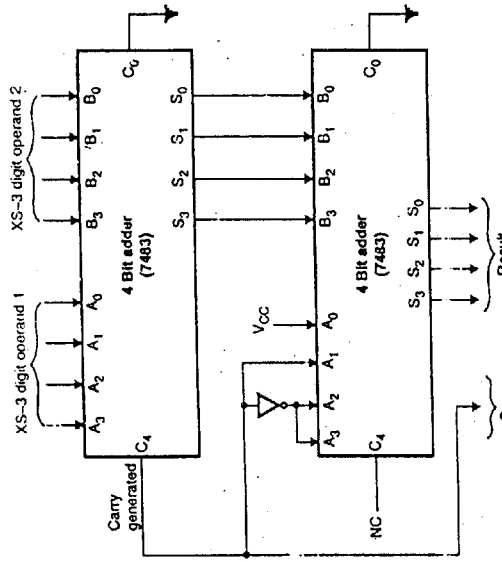 XS-3 digit operand 1
XS-3 digit operand 2
A3 A2 A1 A0 B3 B2 'B1 B0
4 Bit adder
(7483)
C4
C0
S3 S2 S1 S0
Carry
generated
VCC
A3 A2 A1 A0 B3 B2 B1 B0
4 Bit adder
(7483)
C4
C0
NC
S3 S2 S1 S0